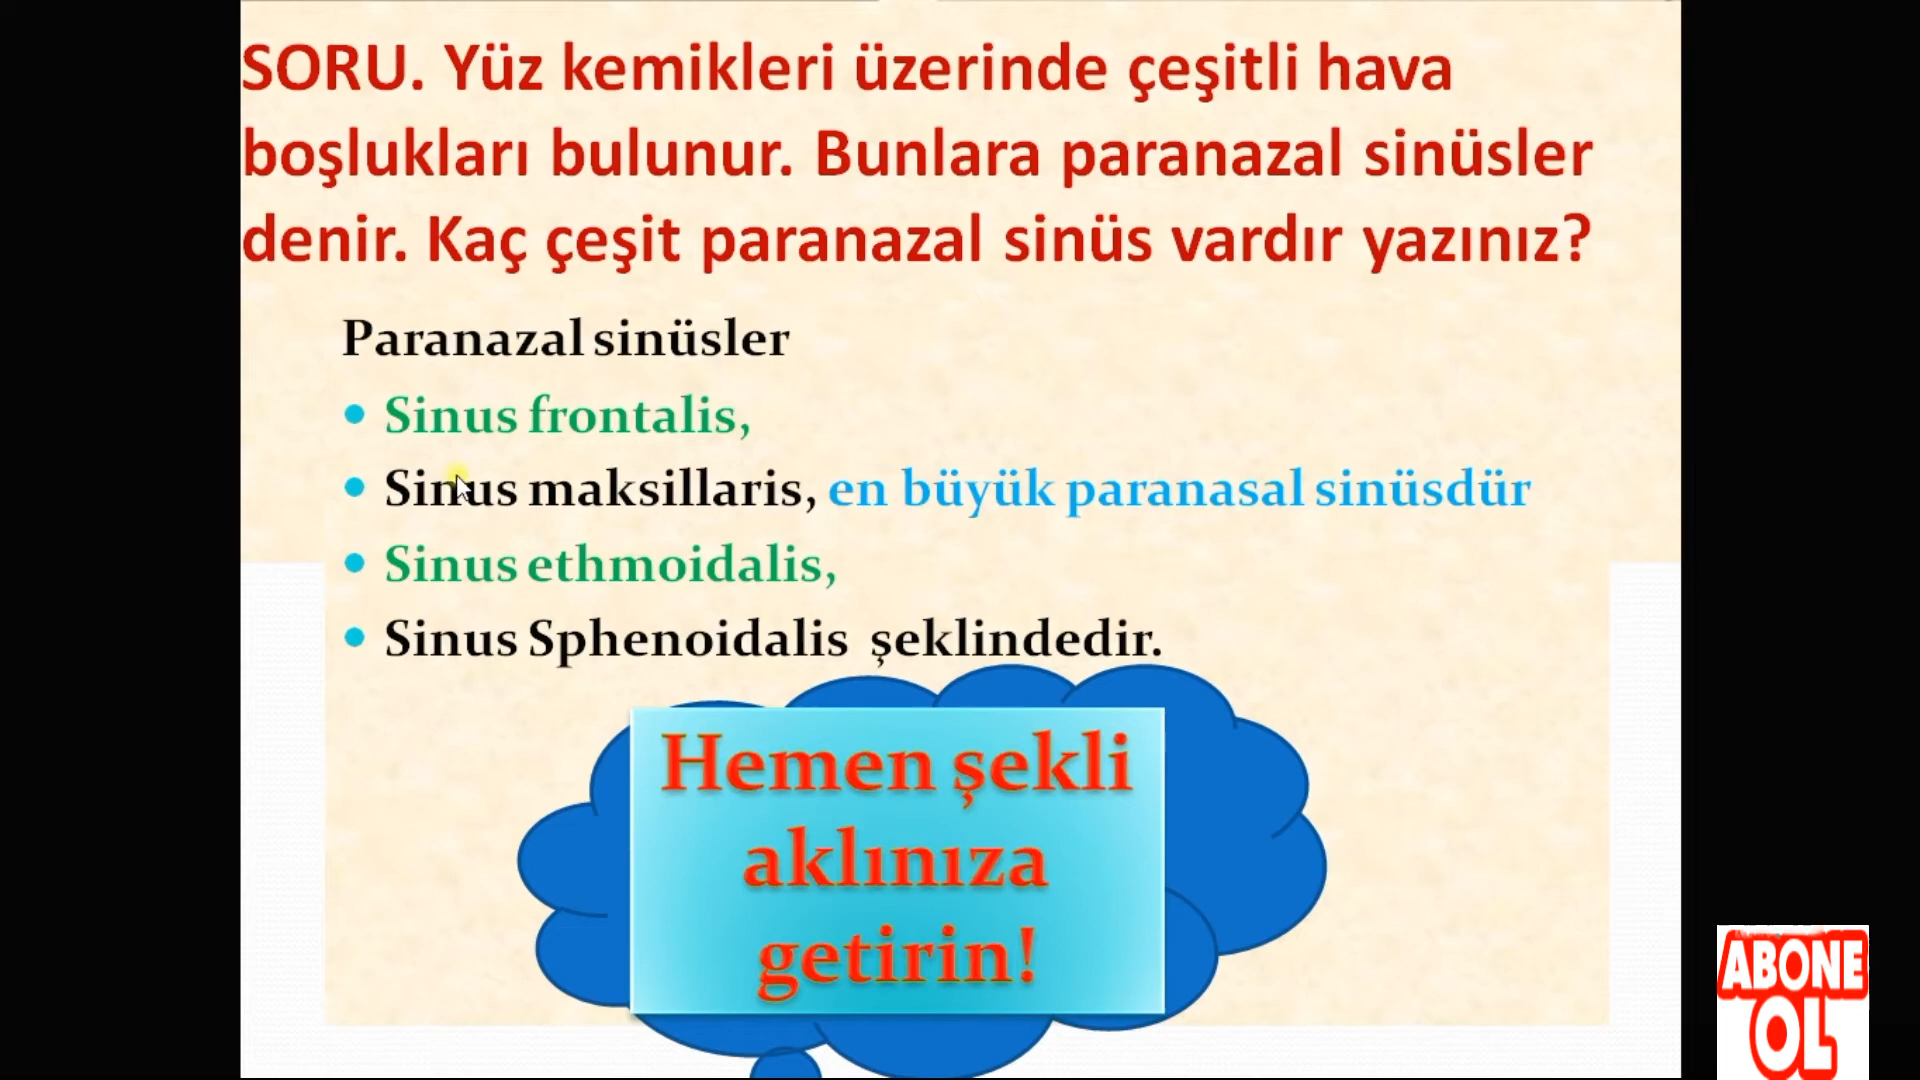 SORU. Yüz kemikleri üzerinde çeşitli hava
boşlukları bulunur. Bunlara paranazal sinüsler
denir. Kaç çeşit paranazal sinüs vardır yazınız?
Paranazal sinüsler
• Sinus frontalis,
• Sinus maksillaris, en büyük paranasal sinüsdür
• Sinus ethmoidalis,
• Sinus Sphenoidalis şeklindedir.
Hemen şekli
aklınıza
getirin!
ABONE
OL